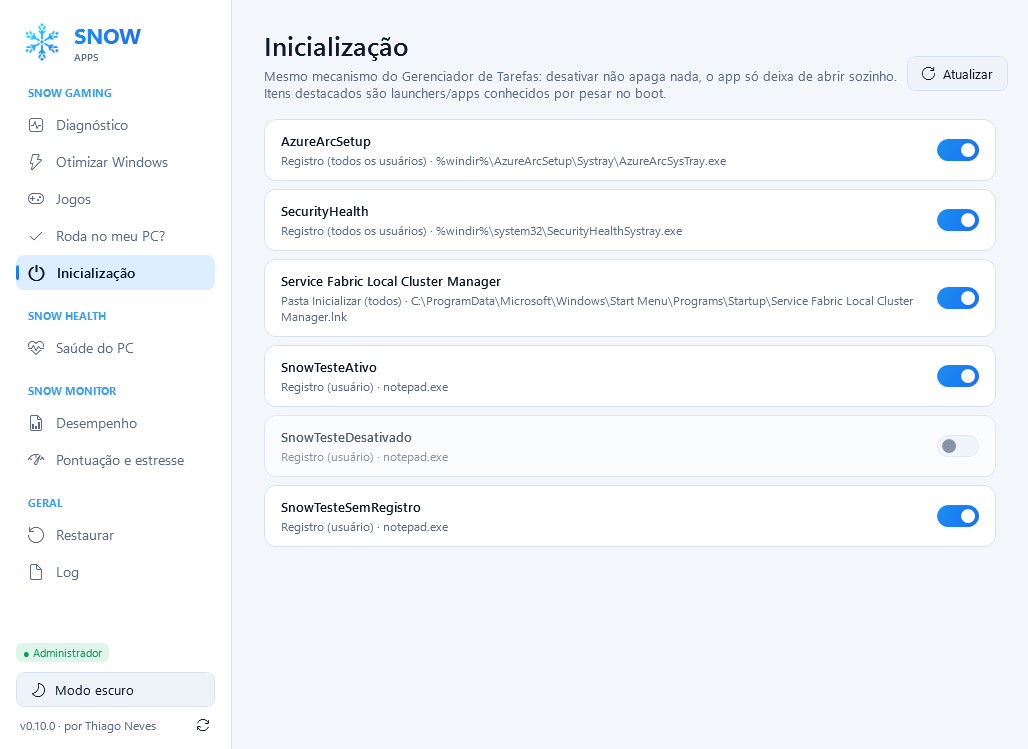 SNOW
APPS
SNOW GAMING
Diagnóstico
Otimizar Windows
Jogos
Roda no meu PC?
Inicialização
SNOW HEALTH
Saúde do PC
SNOW MONITOR
Desempenho
Pontuação e estresse
GERAL
Restaurar
Log
Administrador
Modo escuro
v0.10.0 · por Thiago Neves
Inicialização
Mesmo mecanismo do Gerenciador de Tarefas: desativar não apaga nada, o app só deixa de abrir sozinho.
Itens destacados são launchers/apps conhecidos por pesar no boot.
Atualizar
AzureArcSetup
Registro (todos os usuários) · %windir%\AzureArcSetup\Systray\AzureArcSysTray.exe
SecurityHealth
Registro (todos os usuários) · %windir%\system32\SecurityHealthSystray.exe
Service Fabric Local Cluster Manager
Pasta Inicializar (todos) · C:\ProgramData\Microsoft\Windows\Start Menu\Programs\Startup\Service Fabric Local Cluster
Manager.lnk
SnowTesteAtivo
Registro (usuário) · notepad.exe
SnowTesteDesativado
Registro (usuário) · notepad.exe
SnowTesteSemRegistro
Registro (usuário) · notepad.exe